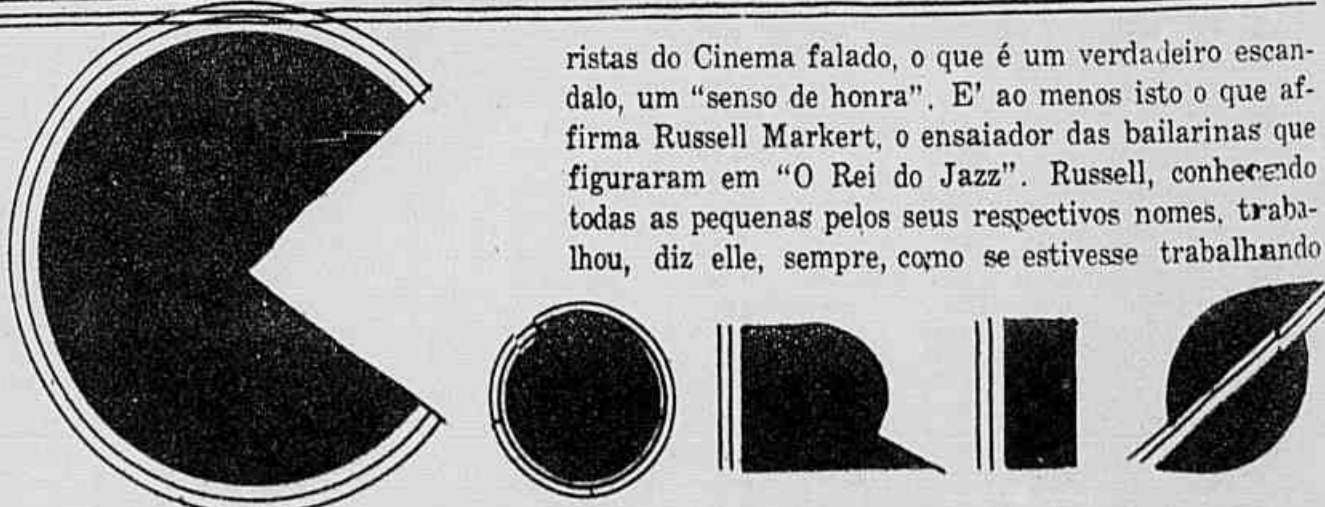 ristas do Cinema falado, o que é um verdadeiro escan-
dalo, um "senso de honra". E' ao menos isto o que af-
firma Russell Markert, o ensaiador das bailarinas que
figuraram em "O Rei do Jazz". Russell, conhecendo
todas as pequenas pelos seus respectivos nomes, traba-
lhou, diz elle, sempre, como se estivesse trabalhando
CORIS